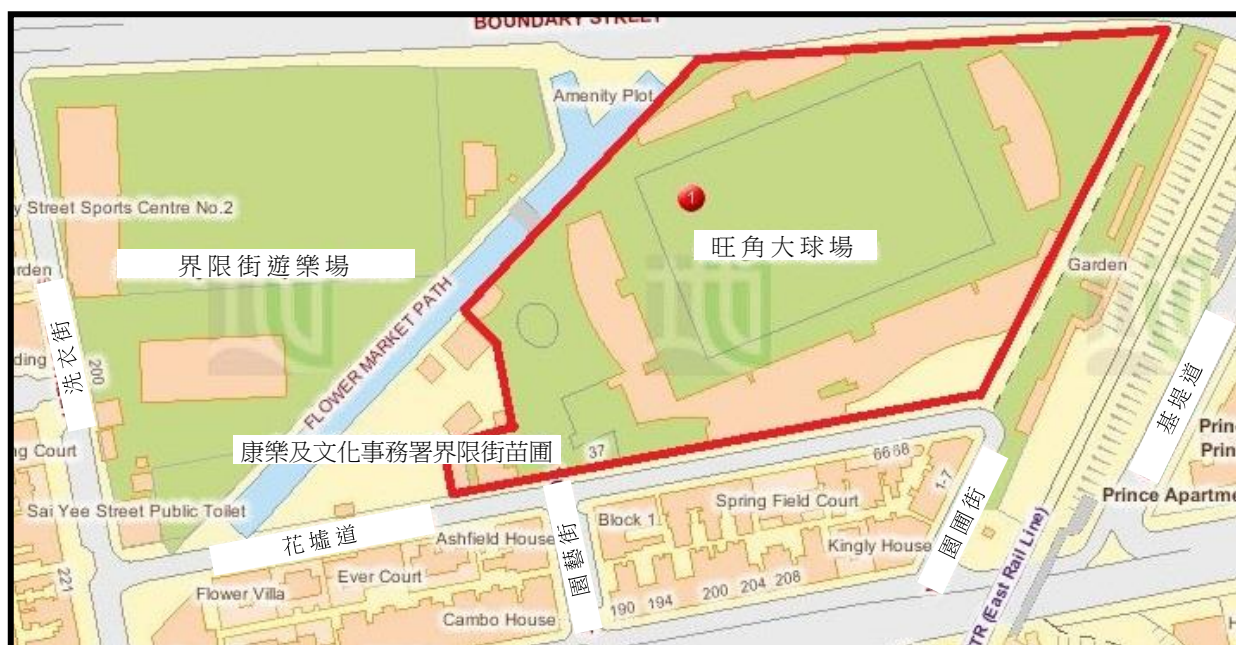 BOUNDARY STREET
Amenity Plot
1
y Street Sports Centre No.2
旺角大球場
界限街遊樂場
Garden
arden
洗衣街
ding
200
FLOWER MARKET PATH
基堤道
Prin
Prin
ng Court
康樂及文化事務署界限街苗圃
37
66 68
1-7
Prince Apartme
Spring Field Court
Sai Yee Street Public Toilet
Block 1
花墟道
Ashfield House
園藝街
Kingly House
園圃街
TR (East Rail Line)
221
Ever Court
Flower Villa
200 204 208
190 194
Cambo House
H